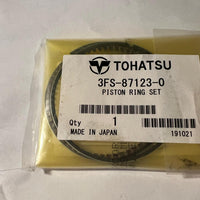 TOHATSU
3FS-87123-0
PISTON RING SET
Qty 1
MADE IN JAPAN 191021